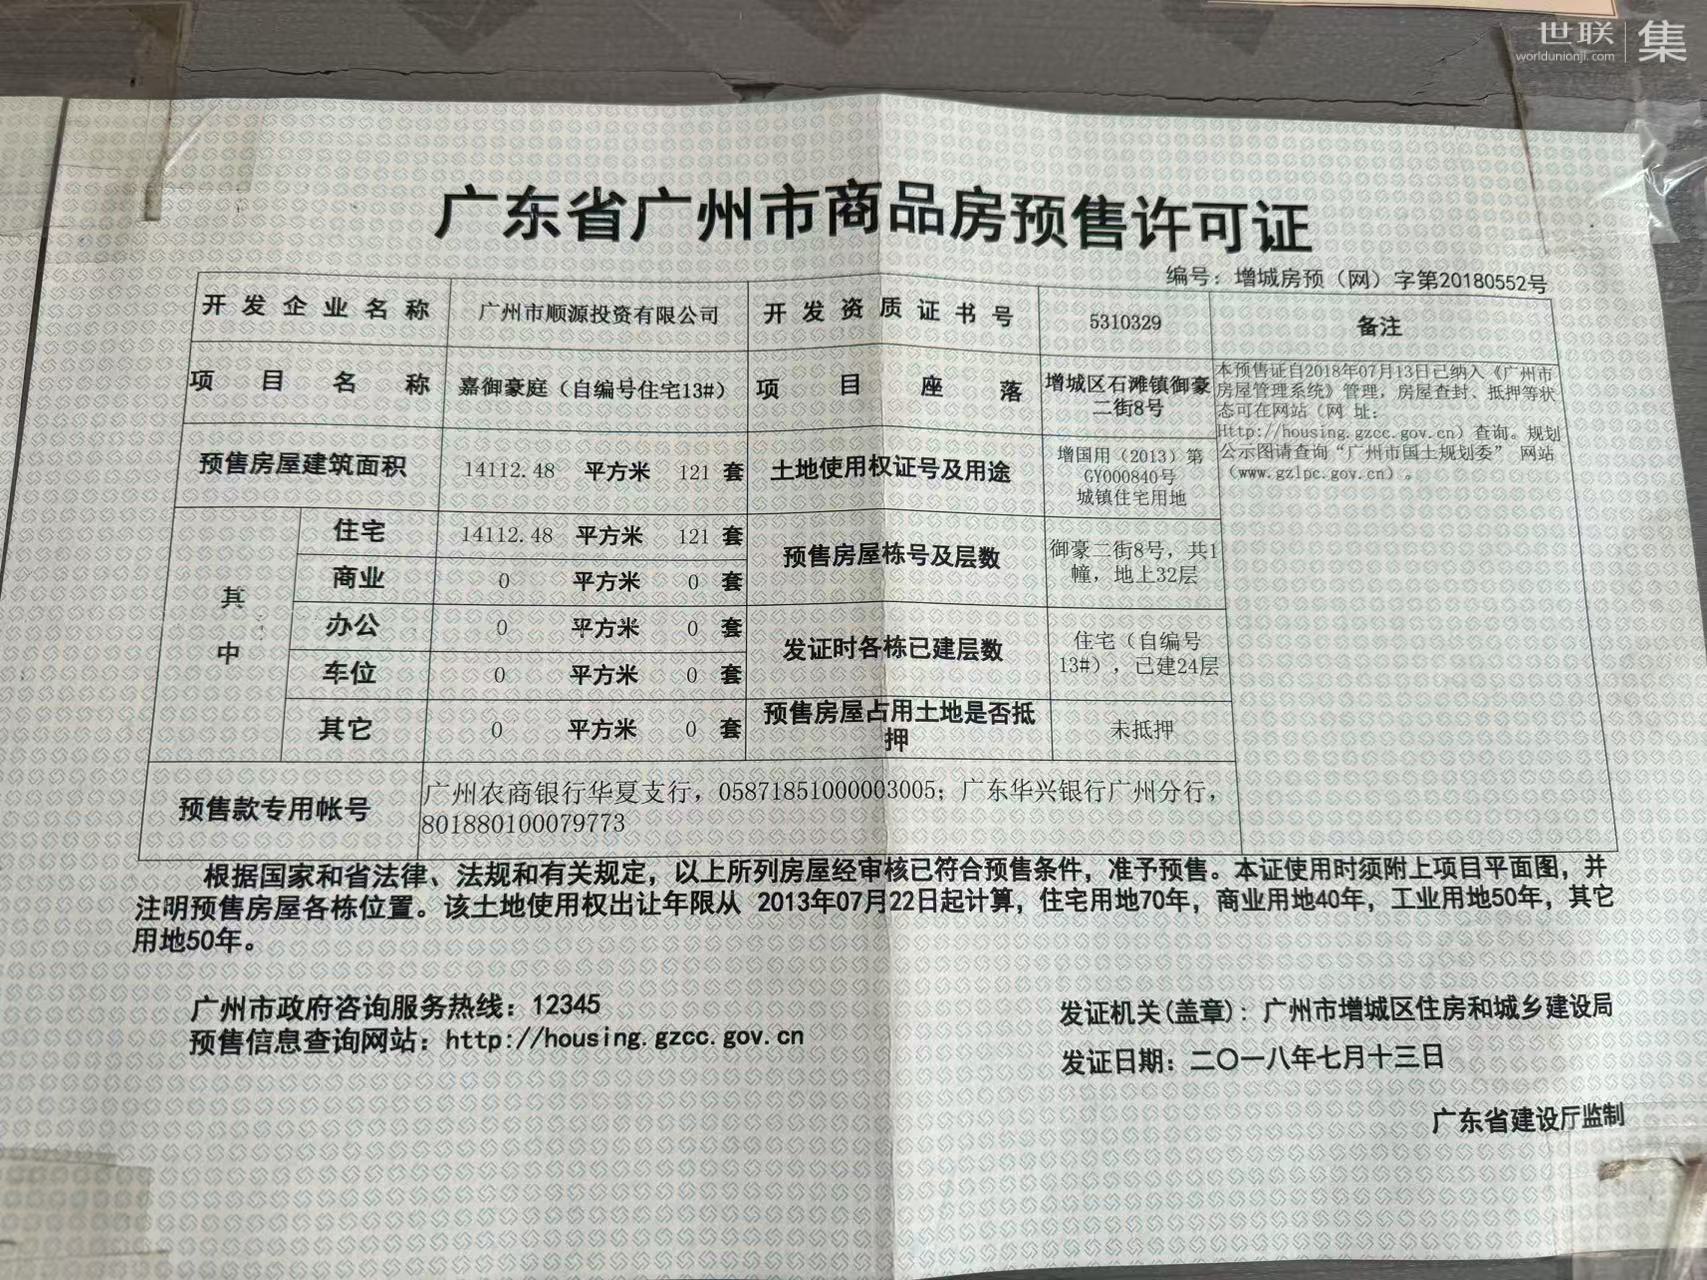 世联 集
worldunionji.com
广东省广州市商品房预售许可证
编号：增城房预（网）字第20180552号
开发企业名称 广州市顺源投资有限公司 开发资质证书号 5310329 备注
项目名称 嘉御豪庭（自编号住宅13#） 项目座落 增城区石滩镇御豪
二街8号
本预售证自2018年07月13日已纳入《广州市
房屋管理系统》管理，房屋查封、抵押等状
态可在网站（网 址：
Http://housing.gzcc.gov.cn）查询。规划
公示图请查询“广州市国土规划委” 网站
（www.gzlpc.gov.cn）。
预售房屋建筑面积 14112.48 平方米 121 套 土地使用权证号及用途 增国用（2013）第
GY000840号
城镇住宅用地
其中
住宅 14112.48 平方米 121 套 预售房屋栋号及层数 御豪二街8号，共1
幢，地上32层
商业 0 平方米 0 套
办公 0 平方米 0 套 发证时各栋已建层数 住宅（自编号
13#），已建24层
车位 0 平方米 0 套
其它 0 平方米 0 套 预售房屋占用土地是否抵
押 未抵押
预售款专用帐号 广州农商银行华夏支行，05871851000003005；广东华兴银行广州分行，
801880100079773
根据国家和省法律、法规和有关规定，以上所列房屋经审核已符合预售条件，准予预售。本证使用时须附上项目平面图，并
注明预售房屋各栋位置。该土地使用权出让年限从 2013年07月22日起计算，住宅用地70年，商业用地40年，工业用地50年，其它
用地50年。
广州市政府咨询服务热线：12345
预售信息查询网站：http://housing.gzcc.gov.cn
发证机关(盖章)：广州市增城区住房和城乡建设局
发证日期：二〇一八年七月十三日
广东省建设厅监制